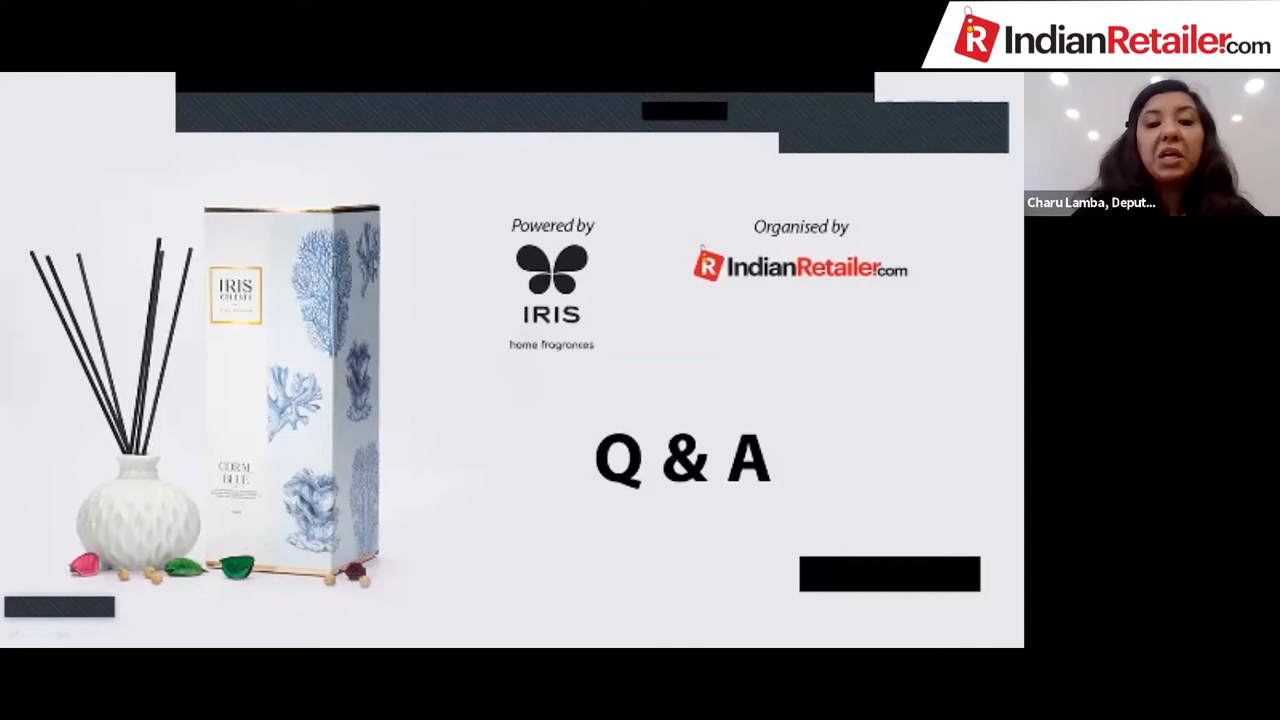 IndianRetailer.com
Charu Lamba, Deput...
Powered by
IRIS
home fragrances
Organised by
IndianRetailer.com
IRIS
CORAL
BLUE
Q & A